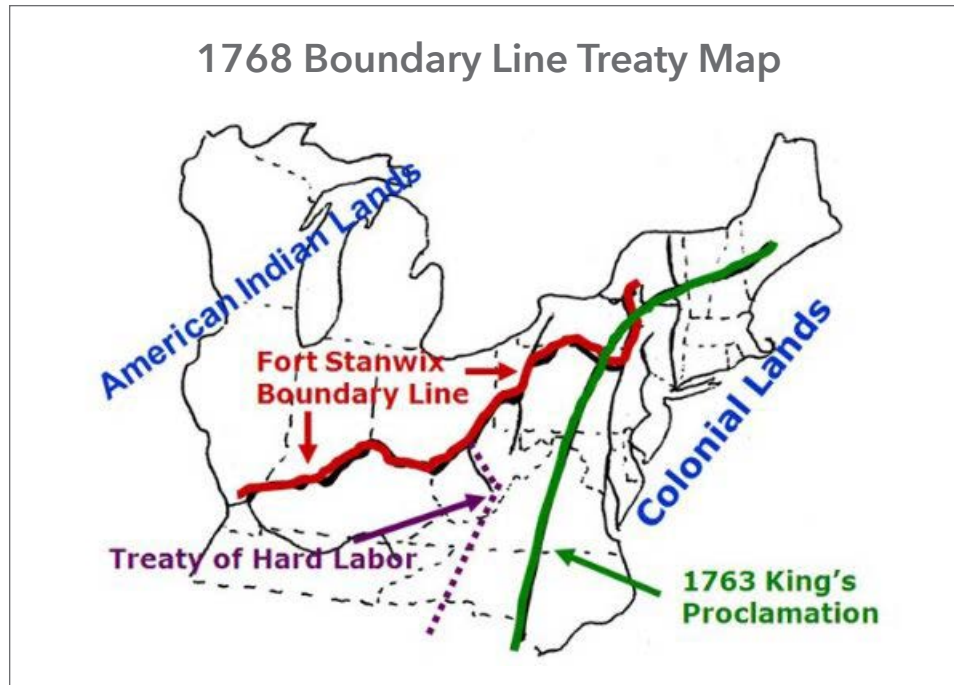 1768 Boundary Line Treaty Map
American Indian Lands
Fort Stanwix
Boundary Line
Colonial Lands
Treaty of Hard Labor
1763 King's
Proclamation